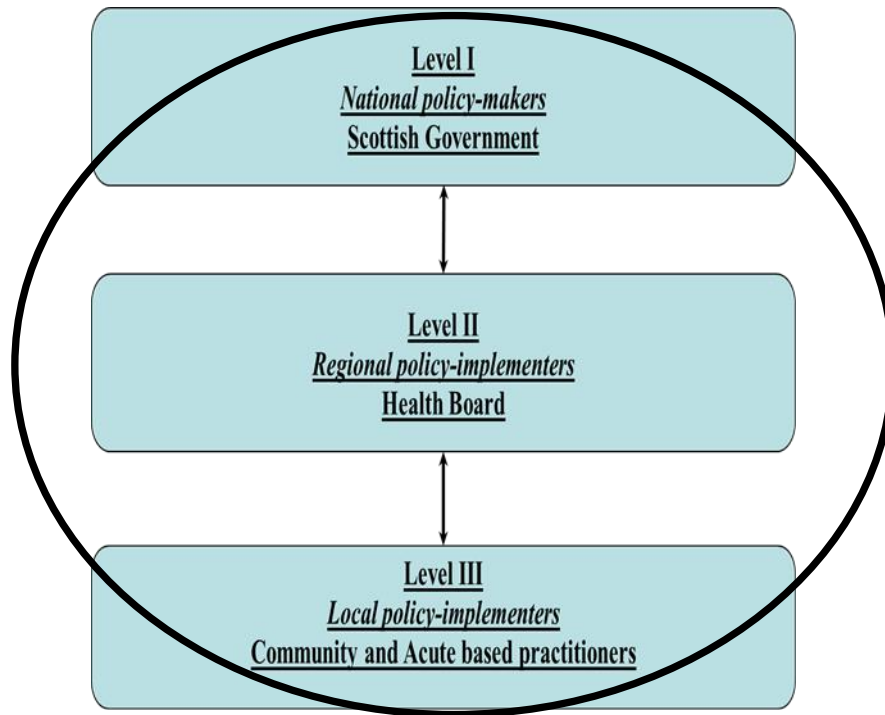 Level I
National policy-makers
Scottish Government
Level II
Regional policy-implementers
Health Board
Level III
Local policy-implementers
Community and Acute based practitioners